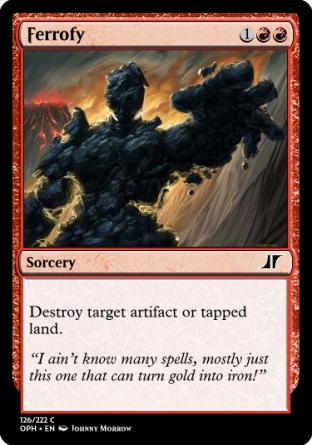 Ferrofy 1
Sorcery
Destroy target artifact or tapped
land.
“I ain’t know many spells, mostly just
this one that can turn gold into iron!”
126/222 C
OPH • EN Johnny Morrow